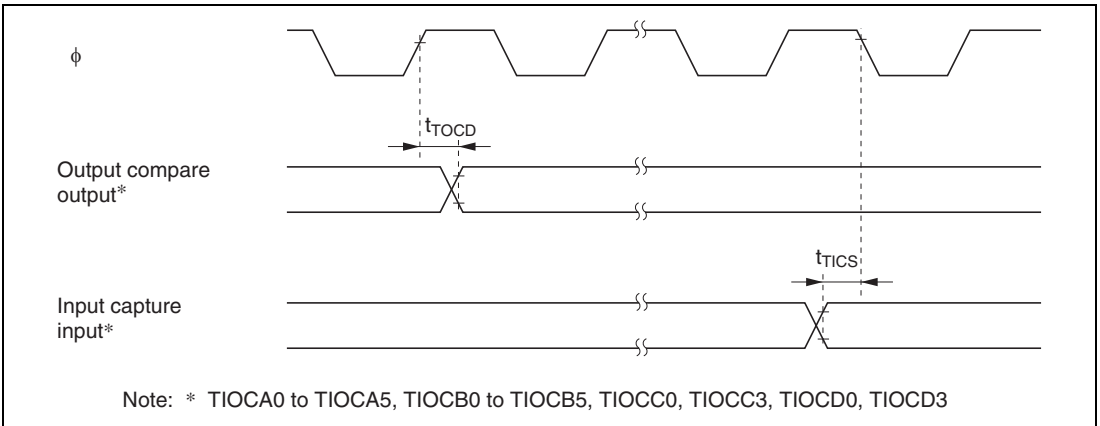 ϕ
tTOCD
Output compare
output*
tTICS
Input capture
input*
Note: * TIOCA0 to TIOCA5, TIOCB0 to TIOCB5, TIOCC0, TIOCC3, TIOCD0, TIOCD3